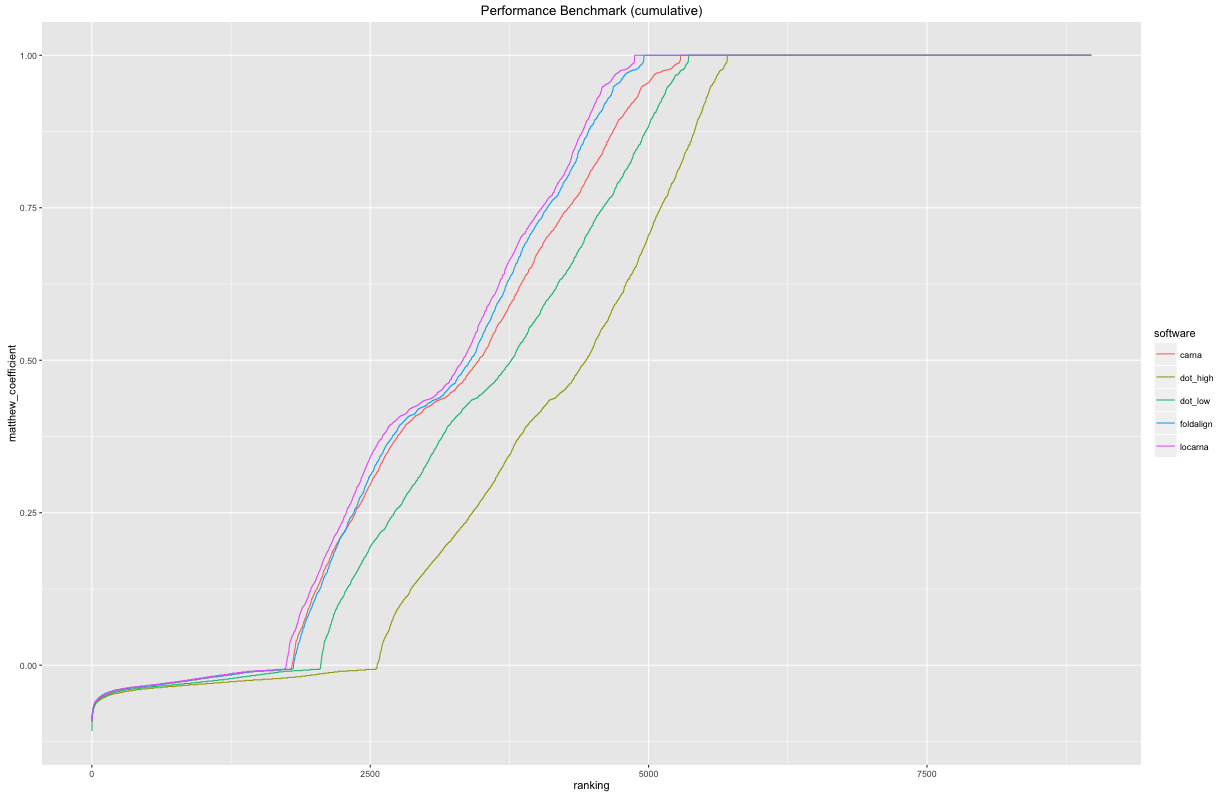 Performance Benchmark (cumulative)
matthew_coefficient
1.00
0.75
0.50
0.25
0.00
0
2500
5000
7500
ranking
software
carna
dot_high
dot_low
foldalign
locarna